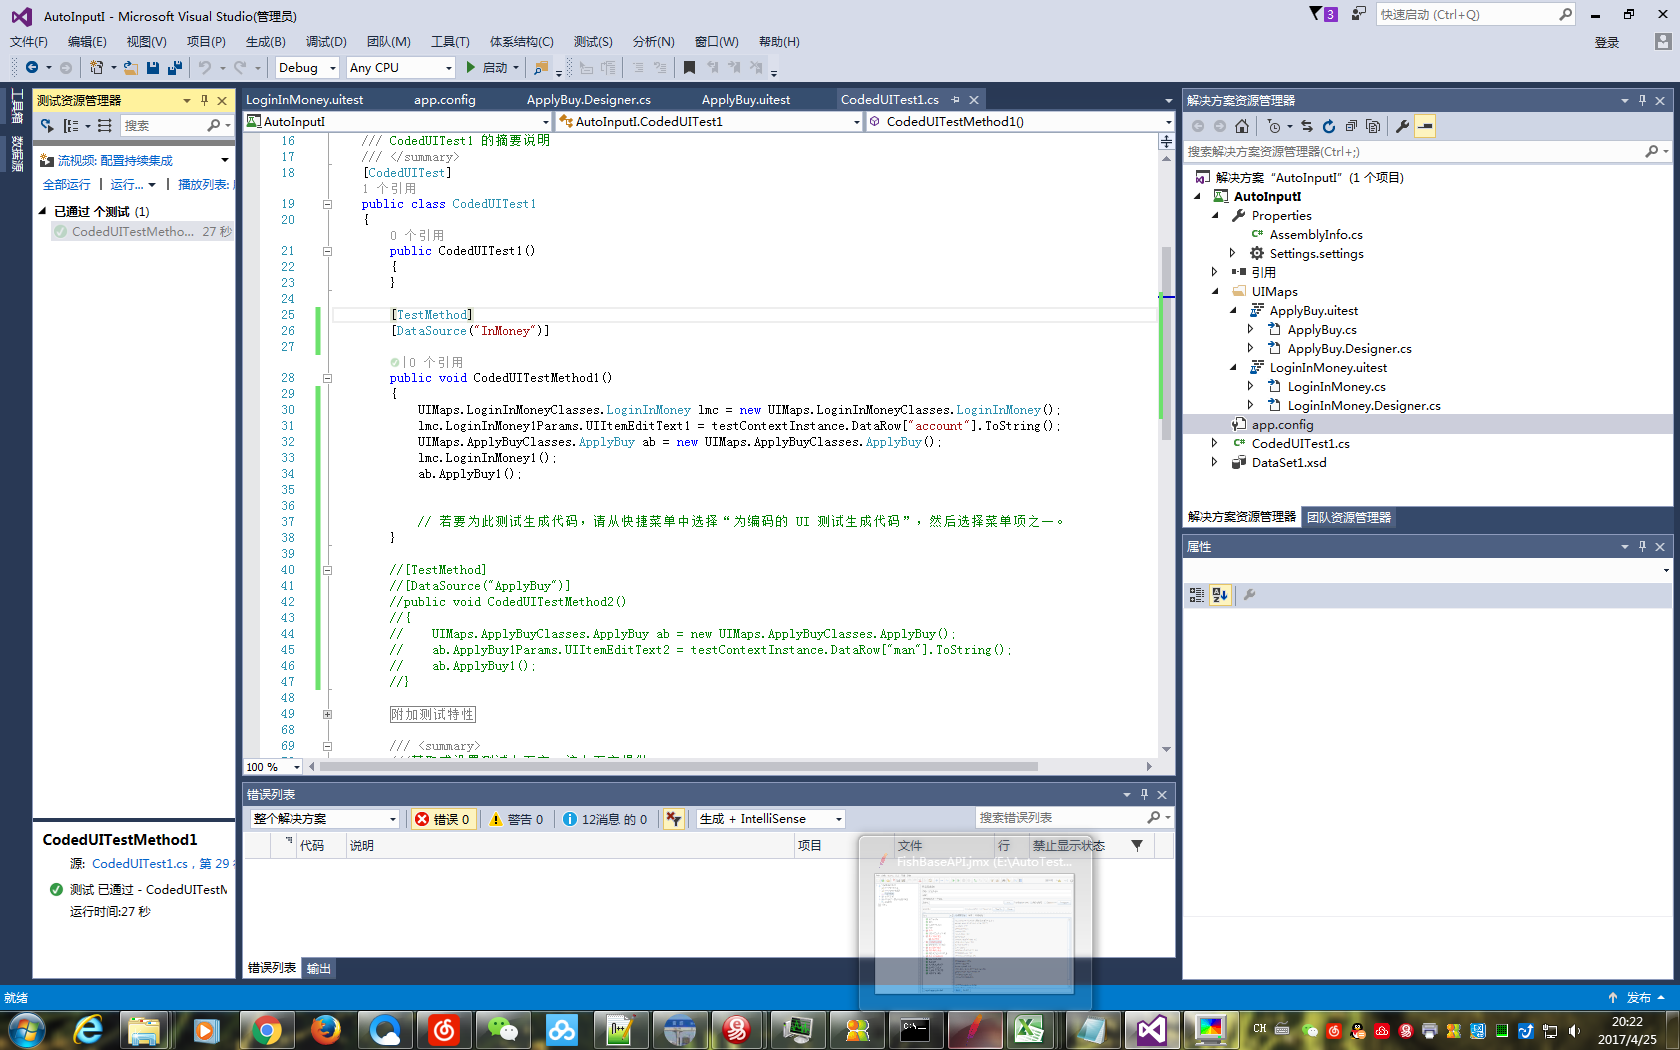 AutoInputI - Microsoft Visual Studio(管理员)
3
快速启动 (Ctrl+Q)
文件(F) 编辑(E) 视图(V) 项目(P) 生成(B) 调试(D) 团队(M) 工具(T) 体系结构(C) 测试(S) 分析(N) 窗口(W) 帮助(H)
登录
Debug Any CPU 启动
工具箱
数据源
测试资源管理器
搜索
流视频: 配置持续集成
全部运行 | 运行... | 播放列表:
已通过 个测试 (1)
CodedUITestMetho... 27 秒
CodedUITestMethod1
源: CodedUITest1.cs , 第 29
测试 已通过 - CodedUITestM
运行时间:27 秒
LoginInMoney.uitest app.config ApplyBuy.Designer.cs ApplyBuy.uitest CodedUITest1.cs
AutoInputI AutoInputI.CodedUITest1 CodedUITestMethod1()
16 /// CodedUITest1 的摘要说明
17 /// </summary>
18 [CodedUITest]
1 个引用
19 public class CodedUITest1
20 {
0 个引用
21 public CodedUITest1()
22 {
23 }
24
25 [TestMethod]
26 [DataSource("InMoney")]
27
|0 个引用
28 public void CodedUITestMethod1()
29 {
30 UIMaps.LoginInMoneyClasses.LoginInMoney lmc = new UIMaps.LoginInMoneyClasses.LoginInMoney();
31 lmc.LoginInMoney1Params.UIItemEditText1 = testContextInstance.DataRow["account"].ToString();
32 UIMaps.ApplyBuyClasses.ApplyBuy ab = new UIMaps.ApplyBuyClasses.ApplyBuy();
33 lmc.LoginInMoney1();
34 ab.ApplyBuy1();
35
36
37 // 若要为此测试生成代码，请从快捷菜单中选择“为编码的 UI 测试生成代码”，然后选择菜单项之一。
38 }
39
40 //[TestMethod]
41 //[DataSource("ApplyBuy")]
42 //public void CodedUITestMethod2()
43 //{
44 // UIMaps.ApplyBuyClasses.ApplyBuy ab = new UIMaps.ApplyBuyClasses.ApplyBuy();
45 // ab.ApplyBuy1Params.UIItemEditText2 = testContextInstance.DataRow["man"].ToString();
46 // ab.ApplyBuy1();
47 //}
48
49 附加测试特性
68
69 /// <summary>
100 %
错误列表
整个解决方案 错误 0 警告 0 12消息 的 0 生成 + IntelliSense 搜索错误列表
代码 说明 项目 文件 行 禁止显示状态
FishBaseAPI.jmx (E:\AutoTest...
错误列表 输出
解决方案资源管理器
搜索解决方案资源管理器(Ctrl+;)
解决方案 "AutoInputI" (1 个项目)
AutoInputI
Properties
AssemblyInfo.cs
Settings.settings
引用
UIMaps
ApplyBuy.uitest
ApplyBuy.cs
ApplyBuy.Designer.cs
LoginInMoney.uitest
LoginInMoney.cs
LoginInMoney.Designer.cs
app.config
CodedUITest1.cs
DataSet1.xsd
解决方案资源管理器 团队资源管理器
属性
就绪
发布
CH
20:22
2017/4/25